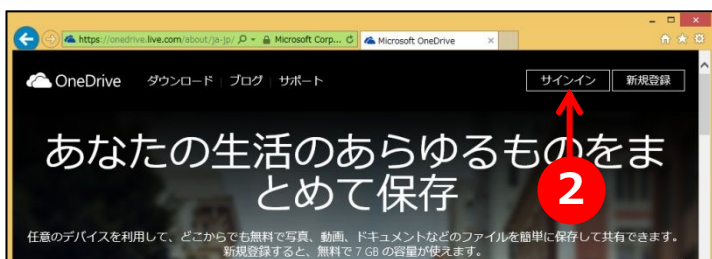 https://onedrive.live.com/about/ja-jp/ Microsoft Corp... Microsoft OneDrive
OneDrive ダウンロード | ブログ | サポート サインイン 新規登録
あなたの生活のあらゆるものをま
とめて保存
2
任意のデバイスを利用して、どこからでも無料で写真、動画、ドキュメントなどのファイルを簡単に保存して共有できます。
新規登録すると、無料で 7 GB の容量が使えます。